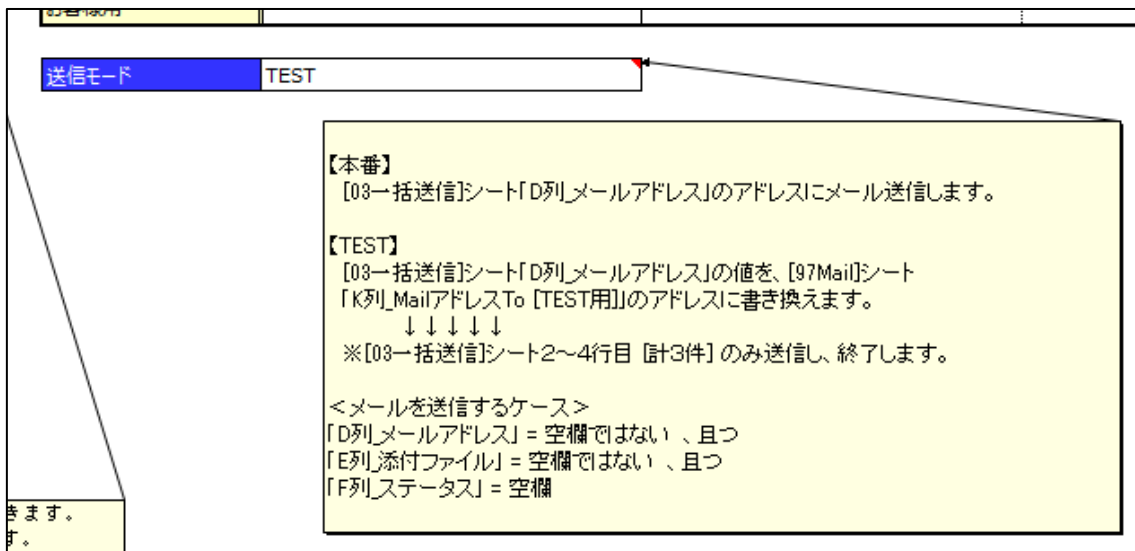 お客様用
送信モード TEST
【本番】
[03一括送信]シート「D列_メールアドレス」のアドレスにメール送信します。
【TEST】
[03一括送信]シート「D列_メールアドレス」の値を、[97Mail]シート
「K列_MailアドレスTo [TEST用]」のアドレスに書き換えます。
↓↓↓↓↓
※[03一括送信]シート2～4行目 [計3件] のみ送信し、終了します。
＜メールを送信するケース＞
「D列_メールアドレス」 = 空欄ではない 、且つ
「E列_添付ファイル」 = 空欄ではない 、且つ
「F列_ステータス」 = 空欄
きます。
す。